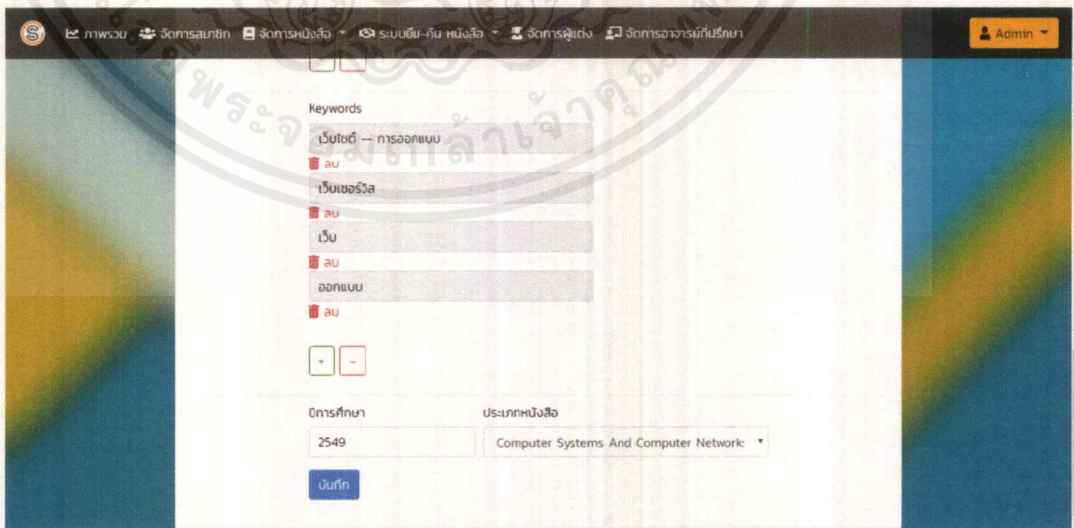 ภาพรวม จัดการสมาชิก จัดการหนังสือ ระบบยืม-คืน หนังสือ จัดการผู้แต่ง จัดการอาจารย์ที่ปรึกษา Admin
Keywords
เว็บไซต์ -- การออกแบบ
ลบ
เว็บเซอร์วิส
ลบ
เว็บ
ลบ
ออกแบบ
ลบ
+ -
ปีการศึกษา ประเภทหนังสือ
2549 Computer Systems And Computer Network:
บันทึก